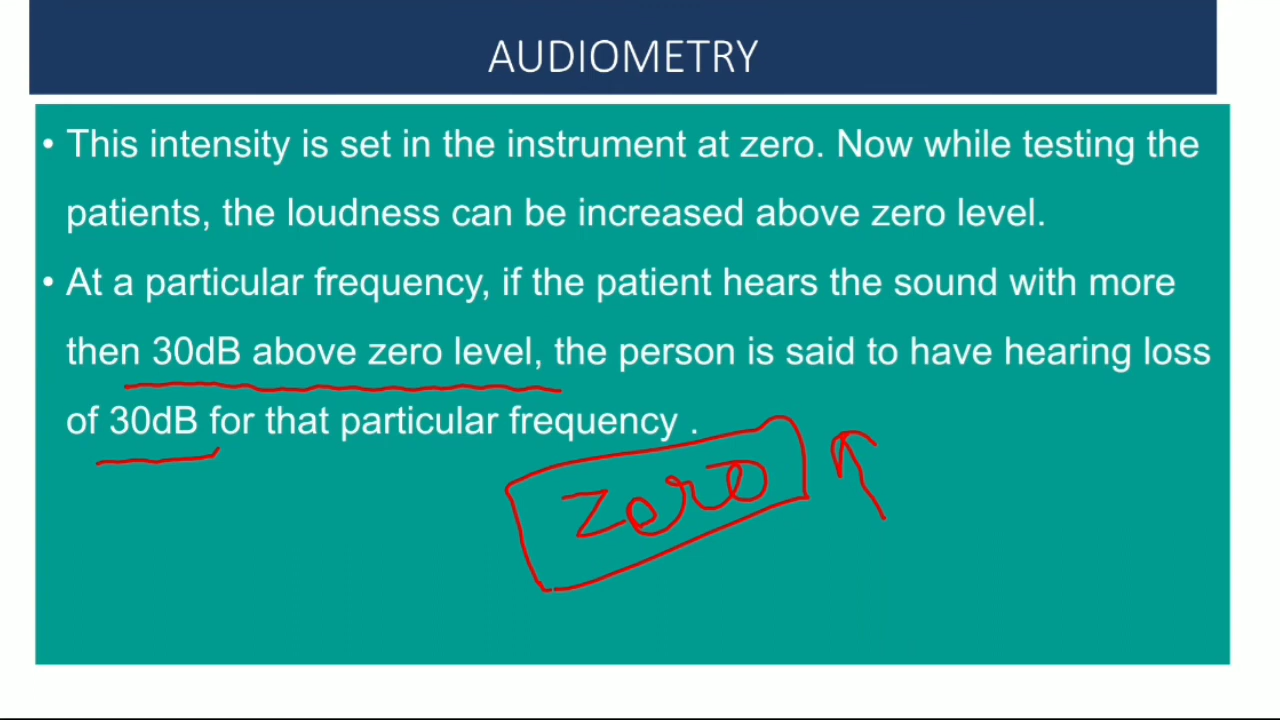 AUDIOMETRY
• This intensity is set in the instrument at zero. Now while testing the
patients, the loudness can be increased above zero level.
• At a particular frequency, if the patient hears the sound with more
then 30dB above zero level, the person is said to have hearing loss
of 30dB for that particular frequency .
zero